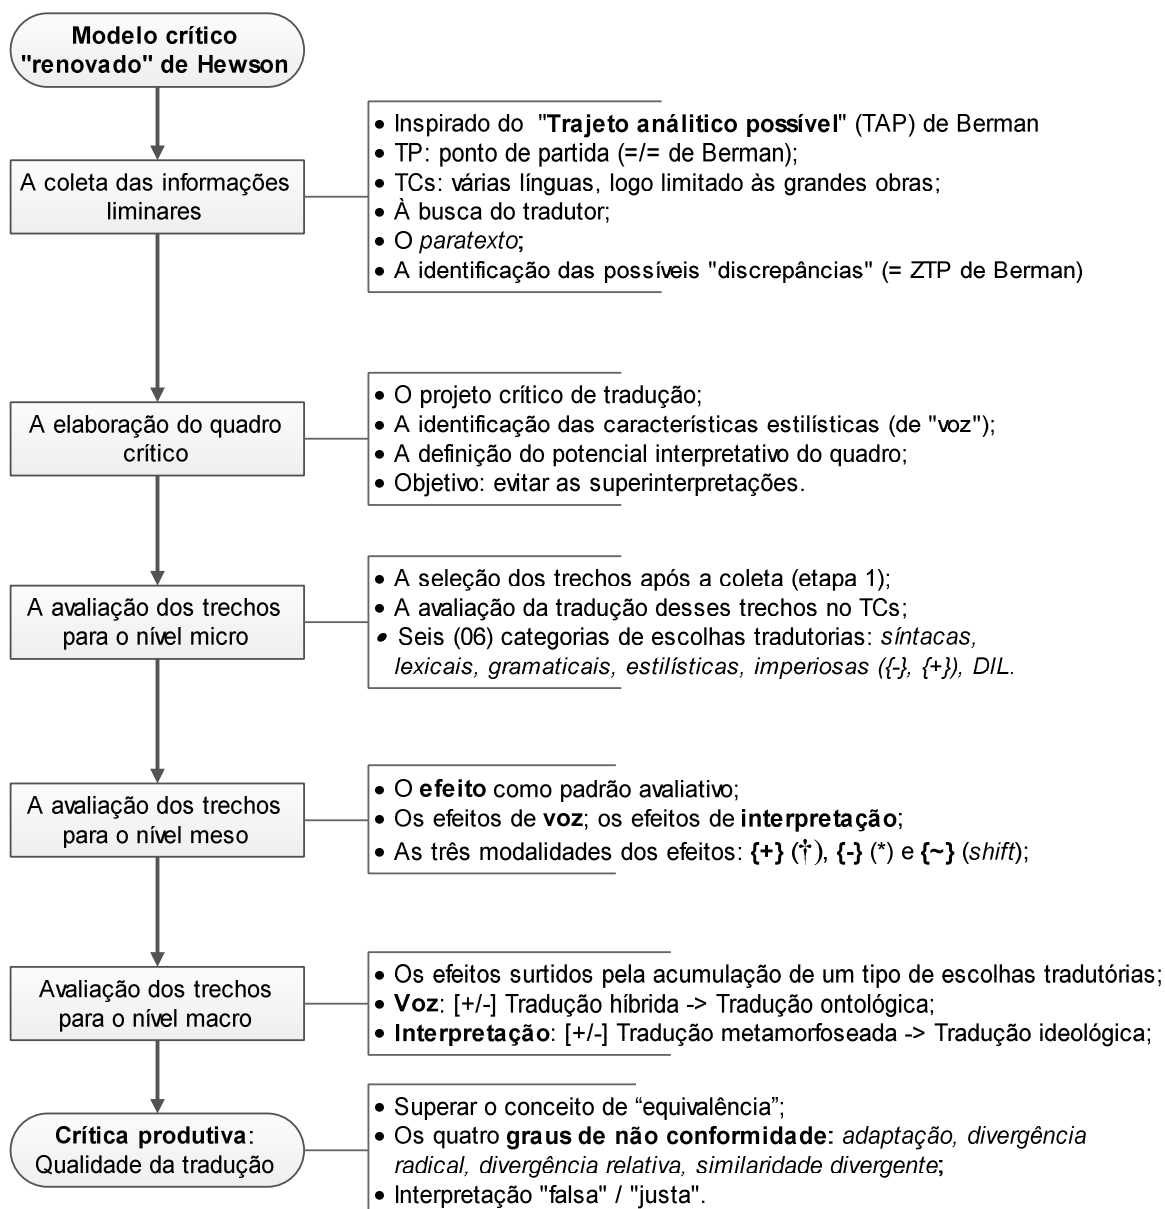 Modelo crítico
"renovado" de Hewson
A coleta das informações
liminares
• Inspirado do "Trajeto análitico possível" (TAP) de Berman
• TP: ponto de partida (=/= de Berman);
• TCs: várias línguas, logo limitado às grandes obras;
• À busca do tradutor;
• O paratexto;
• A identificação das possíveis "discrepâncias" (= ZTP de Berman)
A elaboração do quadro
crítico
• O projeto crítico de tradução;
• A identificação das características estilísticas (de "voz");
• A definição do potencial interpretativo do quadro;
• Objetivo: evitar as superinterpretações.
A avaliação dos trechos
para o nível micro
• A seleção dos trechos após a coleta (etapa 1);
• A avaliação da tradução desses trechos no TCs;
• Seis (06) categorias de escolhas tradutorias: síntacas,
lexicais, gramaticais, estilísticas, imperiosas ({-}, {+}), DIL.
A avaliação dos trechos
para o nível meso
• O efeito como padrão avaliativo;
• Os efeitos de voz; os efeitos de interpretação;
• As três modalidades dos efeitos: {+} (†), {-} (*) e {~} (shift);
Avaliação dos trechos
para o nível macro
• Os efeitos surtidos pela acumulação de um tipo de escolhas tradutórias;
• Voz: [+/-] Tradução híbrida -> Tradução ontológica;
• Interpretação: [+/-] Tradução metamorfoseada -> Tradução ideológica;
Crítica produtiva:
Qualidade da tradução
• Superar o conceito de “equivalência”;
• Os quatro graus de não conformidade: adaptação, divergência
radical, divergência relativa, similaridade divergente;
• Interpretação "falsa" / "justa".